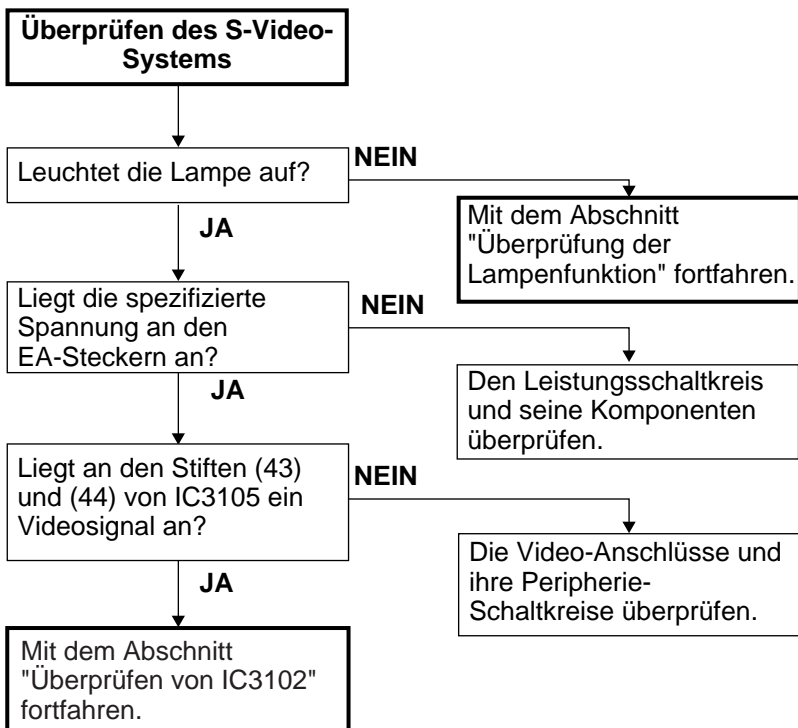 Überprüfen des S-Video-
Systems
Leuchtet die Lampe auf?
NEIN
Mit dem Abschnitt
"Überprüfung der
Lampenfunktion" fortfahren.
JA
Liegt die spezifizierte
Spannung an den
EA-Steckern an?
NEIN
Den Leistungsschaltkreis
und seine Komponenten
überprüfen.
JA
Liegt an den Stiften (43)
und (44) von IC3105 ein
Videosignal an?
NEIN
Die Video-Anschlüsse und
ihre Peripherie-
Schaltkreise überprüfen.
JA
Mit dem Abschnitt
"Überprüfen von IC3102"
fortfahren.